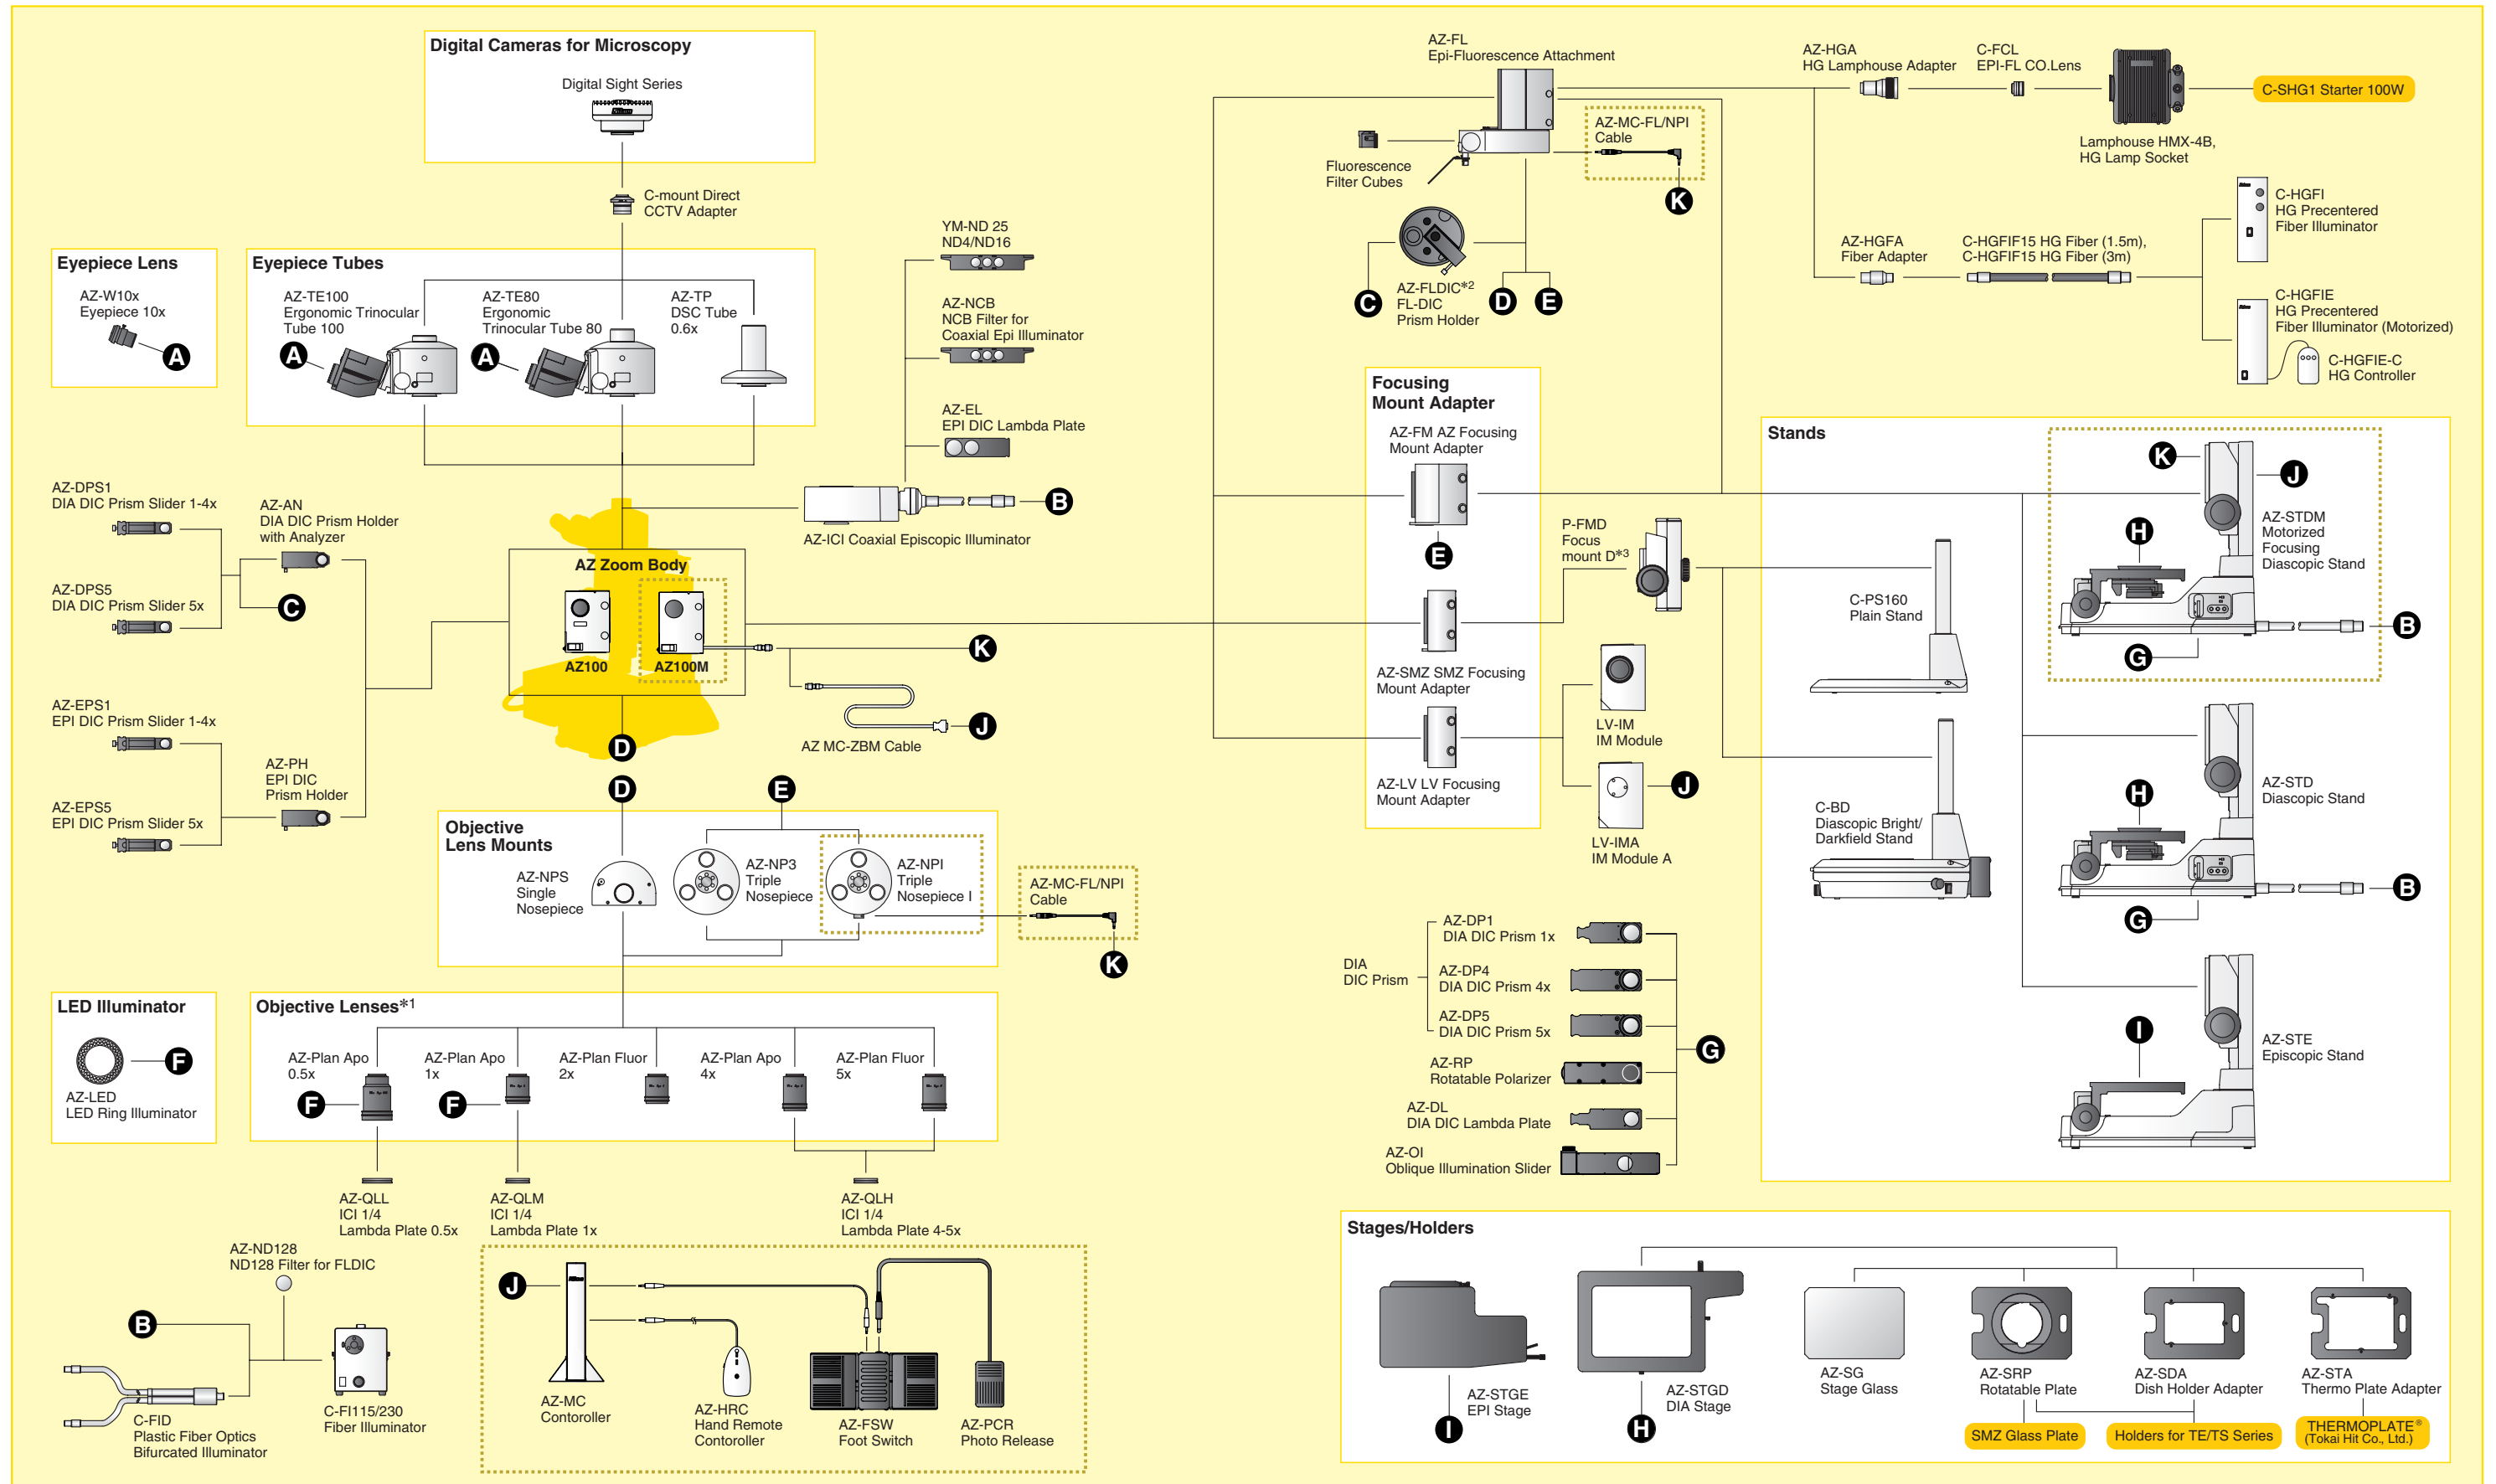 Digital Cameras for Microscopy
Digital Sight Series
Nikon
C-mount Direct
CCTV Adapter
Eyepiece Lens
AZ-W10x
Eyepiece 10x
A
Eyepiece Tubes
AZ-TE100
Ergonomic Trinocular
Tube 100
A
AZ-TE80
Ergonomic
Trinocular Tube 80
A
AZ-TP
DSC Tube
0.6x
YM-ND 25
ND4/ND16
AZ-NCB
NCB Filter for
Coaxial Epi Illuminator
AZ-EL
EPI DIC Lambda Plate
B
AZ-ICI Coaxial Episcopic Illuminator
AZ-DPS1
DIA DIC Prism Slider 1-4x
AZ-AN
DIA DIC Prism Holder
with Analyzer
AZ-DPS5
DIA DIC Prism Slider 5x
C
AZ-EPS1
EPI DIC Prism Slider 1-4x
AZ-PH
EPI DIC
Prism Holder
AZ-EPS5
EPI DIC Prism Slider 5x
AZ Zoom Body
AZ100
AZ100M
K
J
AZ MC-ZBM Cable
D
D
E
Objective
Lens Mounts
AZ-NPS
Single
Nosepiece
AZ-NP3
Triple
Nosepiece
AZ-NPI
Triple
Nosepiece I
AZ-MC-FL/NPI
Cable
K
LED Illuminator
F
AZ-LED
LED Ring Illuminator
Objective Lenses*1
AZ-Plan Apo
0.5x
F
AZ-Plan Apo
1x
F
AZ-Plan Fluor
2x
AZ-Plan Apo
4x
AZ-Plan Fluor
5x
AZ-QLL
ICI 1/4
Lambda Plate 0.5x
AZ-QLM
ICI 1/4
Lambda Plate 1x
AZ-QLH
ICI 1/4
Lambda Plate 4-5x
AZ-ND128
ND128 Filter for FLDIC
B
C-FID
Plastic Fiber Optics
Bifurcated Illuminator
C-FI115/230
Fiber Illuminator
J
Nikon
AZ-MC
Contoroller
AZ-HRC
Hand Remote
Contoroller
AZ-FSW
Foot Switch
AZ-PCR
Photo Release
AZ-FL
Epi-Fluorescence Attachment
Fluorescence
Filter Cubes
AZ-MC-FL/NPI
Cable
K
C
AZ-FLDIC*2
FL-DIC
Prism Holder
D
E
AZ-HGA
HG Lamphouse Adapter
C-FCL
EPI-FL CO.Lens
C-SHG1 Starter 100W
Lamphouse HMX-4B,
HG Lamp Socket
AZ-HGFA
Fiber Adapter
C-HGFIF15 HG Fiber (1.5m),
C-HGFIF15 HG Fiber (3m)
Nikon
C-HGFI
HG Precentered
Fiber Illuminator
Nikon
C-HGFIE
HG Precentered
Fiber Illuminator (Motorized)
C-HGFIE-C
HG Controller
Focusing
Mount Adapter
AZ-FM AZ Focusing
Mount Adapter
E
AZ-SMZ SMZ Focusing
Mount Adapter
AZ-LV LV Focusing
Mount Adapter
P-FMD
Focus
mount D*3
LV-IM
IM Module
J
LV-IMA
IM Module A
Stands
C-PS160
Plain Stand
C-BD
Diascopic Bright/
Darkfield Stand
K
J
H
AZ-STDM
Motorized
Focusing
Diascopic Stand
B
G
AZ-STD
Diascopic Stand
H
B
G
I
AZ-STE
Episcopic Stand
DIA
DIC Prism
AZ-DP1
DIA DIC Prism 1x
AZ-DP4
DIA DIC Prism 4x
AZ-DP5
DIA DIC Prism 5x
G
AZ-RP
Rotatable Polarizer
AZ-DL
DIA DIC Lambda Plate
AZ-OI
Oblique Illumination Slider
Stages/Holders
AZ-STGE
EPI Stage
I
AZ-STGD
DIA Stage
H
AZ-SG
Stage Glass
AZ-SRP
Rotatable Plate
AZ-SDA
Dish Holder Adapter
AZ-STA
Thermo Plate Adapter
SMZ Glass Plate
Holders for TE/TS Series
THERMOPLATE®
(Tokai Hit Co., Ltd.)